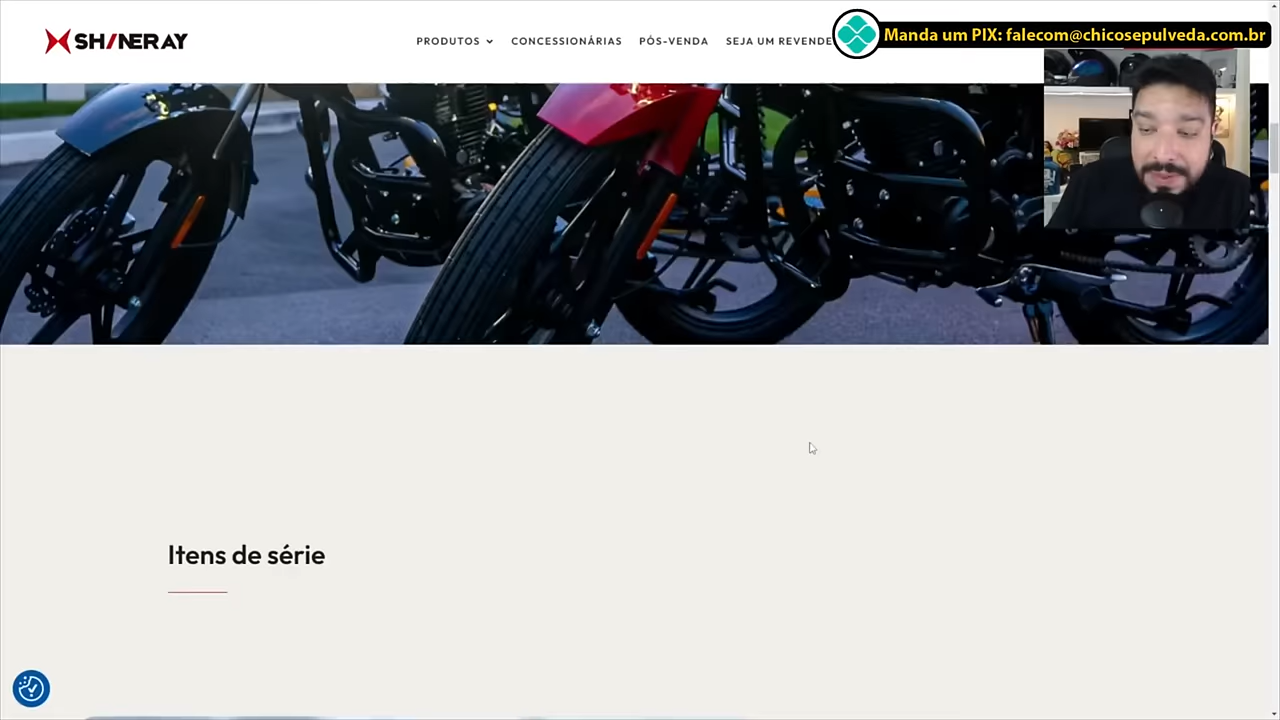 SHINERAY
PRODUTOS
CONCESSIONÁRIAS
PÓS-VENDA
SEJA UM REVENDE
Manda um PIX: falecom@chicosepulveda.com.br
Itens de série